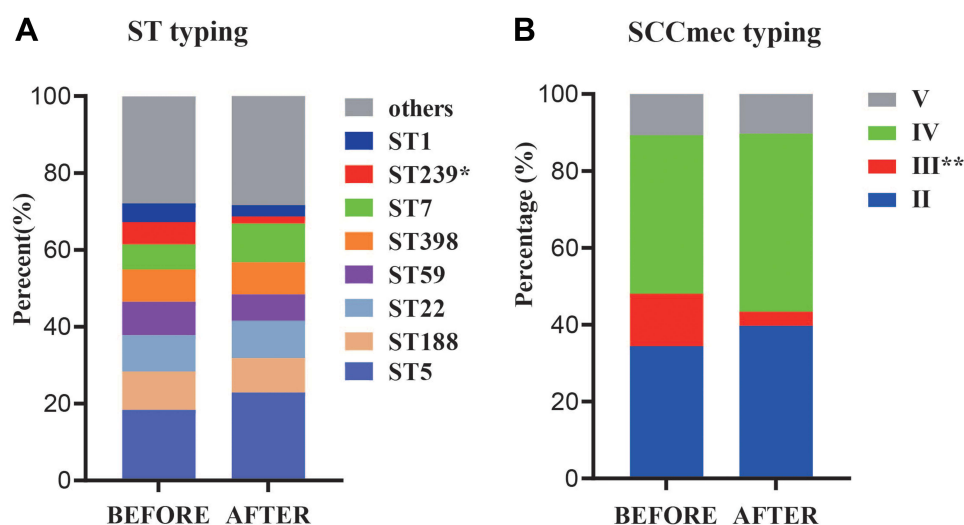 A
ST typing
Perecent(%)
100
80
60
40
20
0
BEFORE
AFTER
others
ST1
ST239*
ST7
ST398
ST59
ST22
ST188
ST5
B
SCCmec typing
Percentage (%)
100
80
60
40
20
0
BEFORE
AFTER
V
IV
III**
II